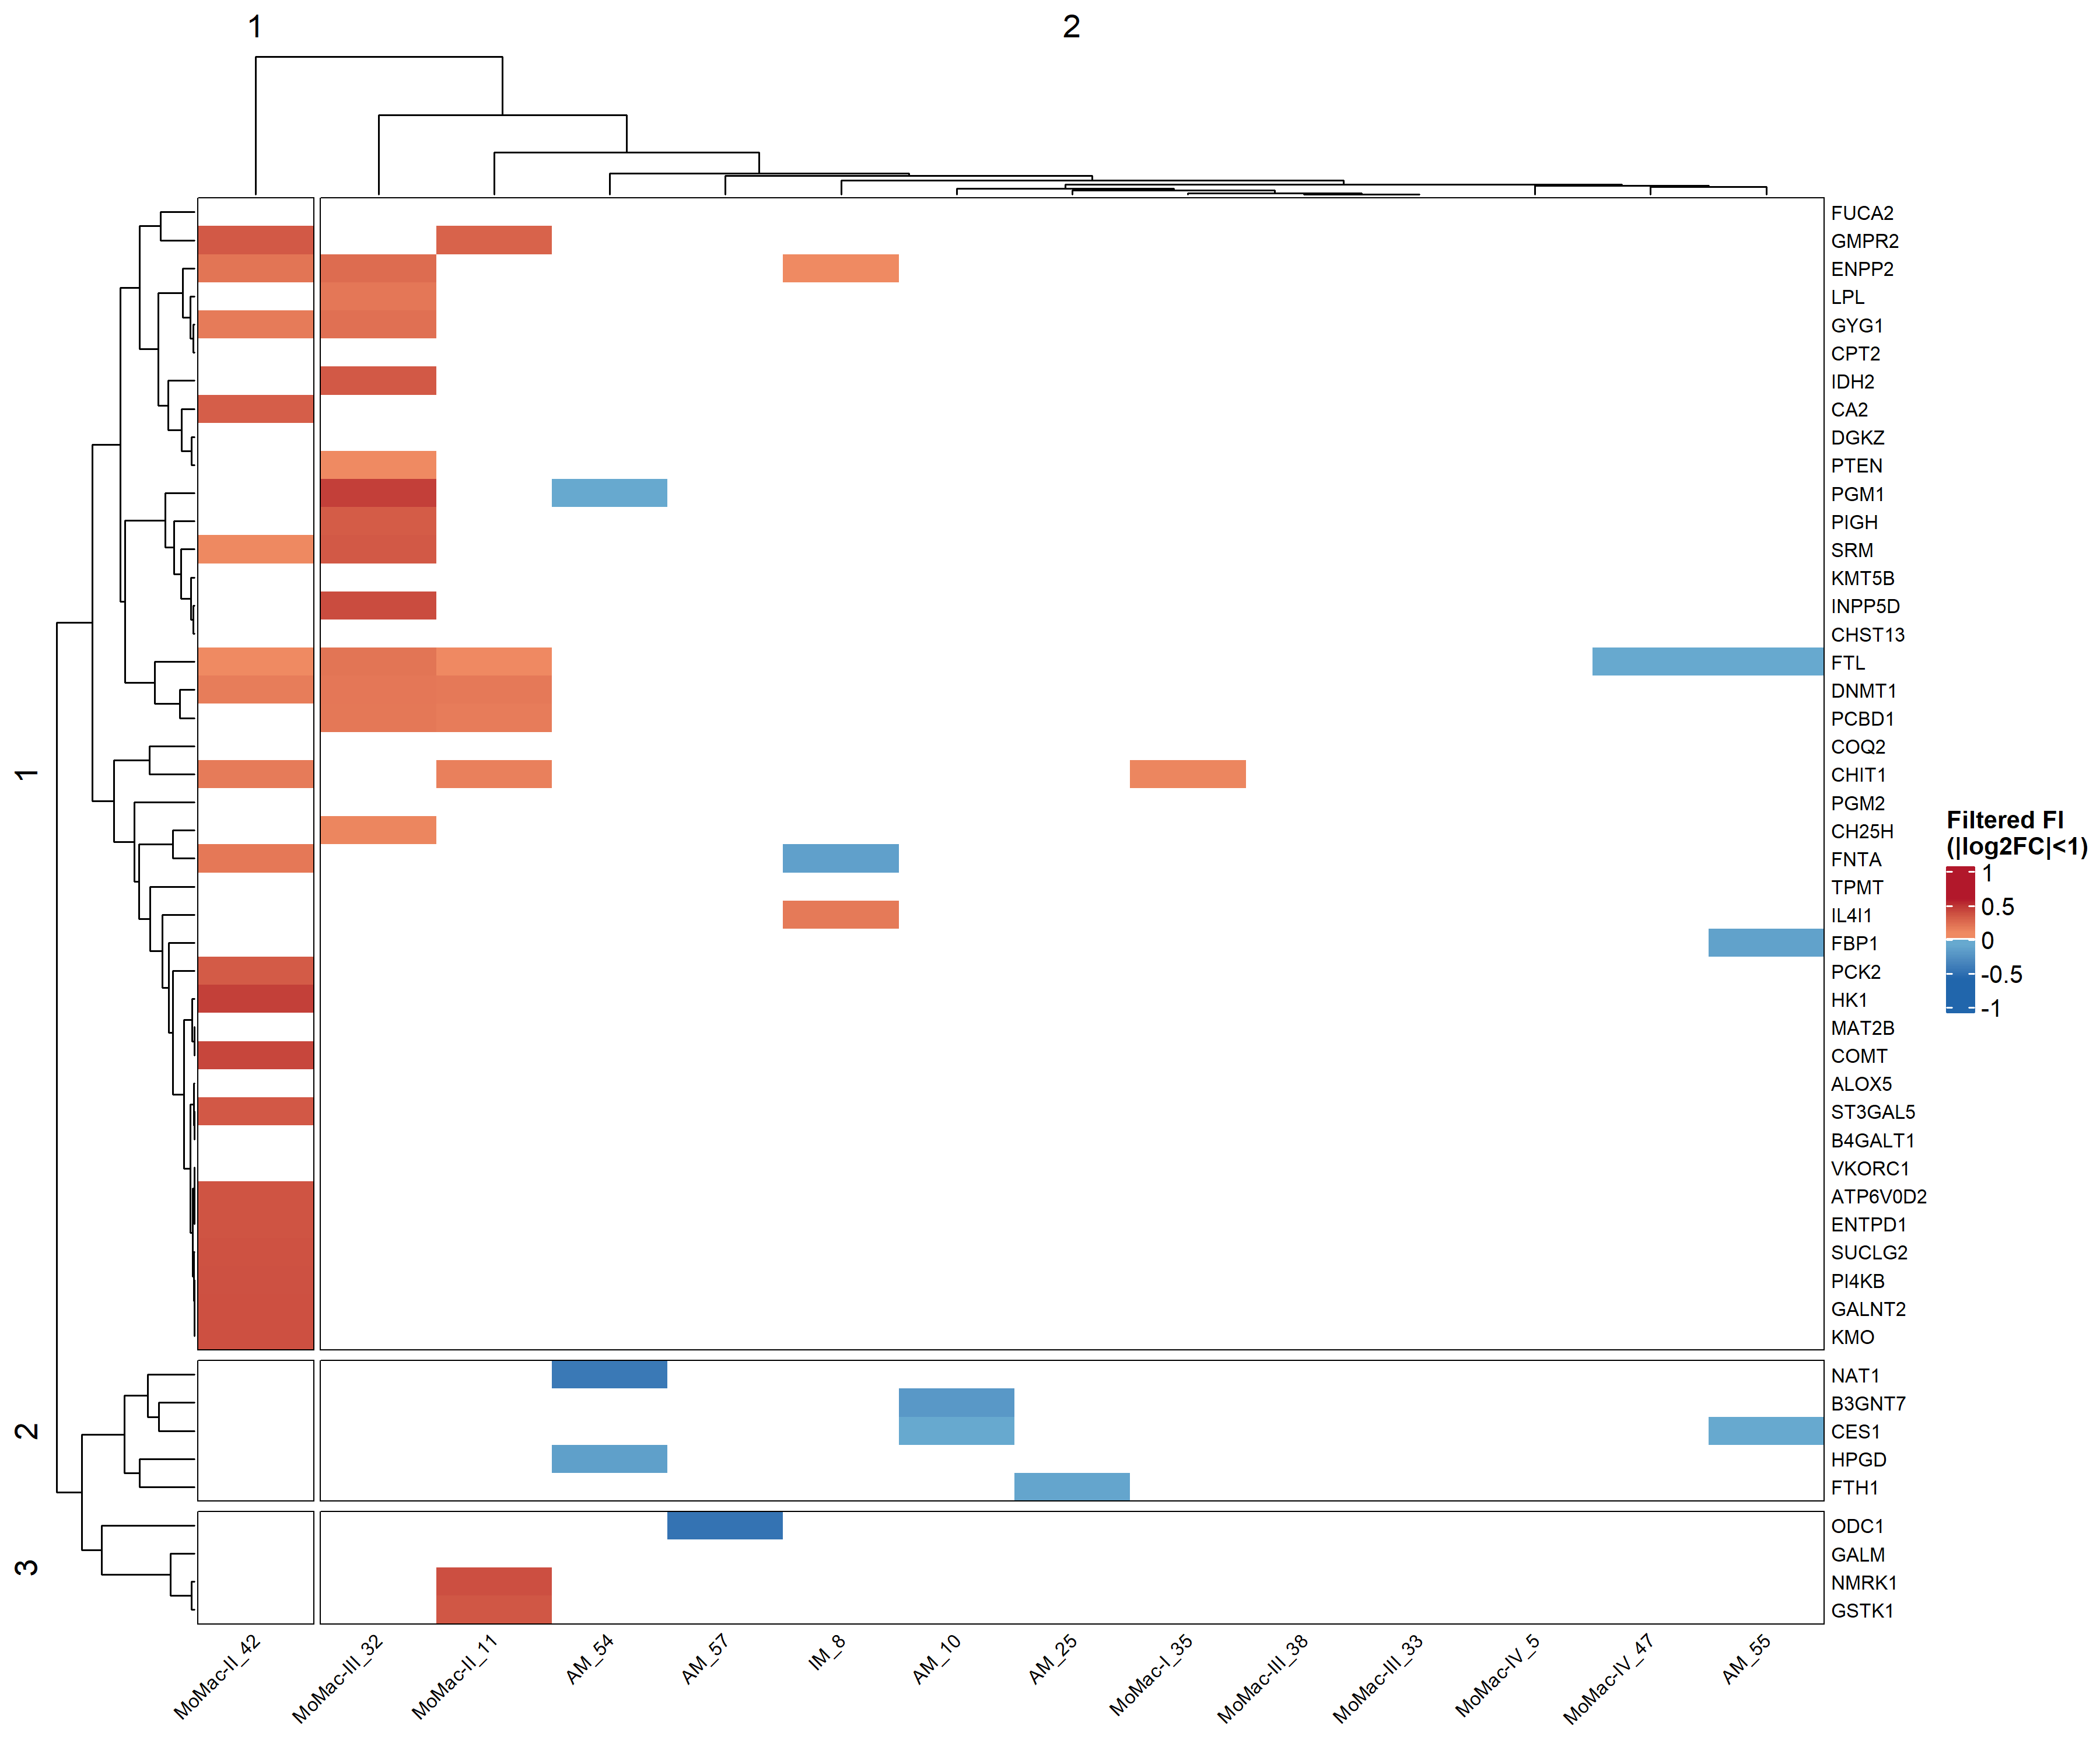 1
2
FUCA2
GMPR2
ENPP2
LPL
GYG1
CPT2
IDH2
CA2
DGKZ
PTEN
PGM1
PIGH
SRM
KMT5B
INPP5D
CHST13
FTL
DNMT1
PCBD1
COQ2
CHIT1
PGM2
CH25H
FNTA
TPMT
IL4I1
FBP1
PCK2
HK1
MAT2B
COMT
ALOX5
ST3GAL5
B4GALT1
VKORC1
ATP6V0D2
ENTPD1
SUCLG2
PI4KB
GALNT2
KMO
NAT1
B3GNT7
CES1
HPGD
FTH1
ODC1
GALM
NMRK1
GSTK1
1
2
3
Filtered FI
(|log2FC|<1)
1
0.5
0
-0.5
-1
MoMac-II_42
MoMac-III_32
MoMac-II_11
AM_54
AM_57
IM_8
AM_10
AM_25
MoMac-I_35
MoMac-III_38
MoMac-III_33
MoMac-IV_5
MoMac-IV_47
AM_55